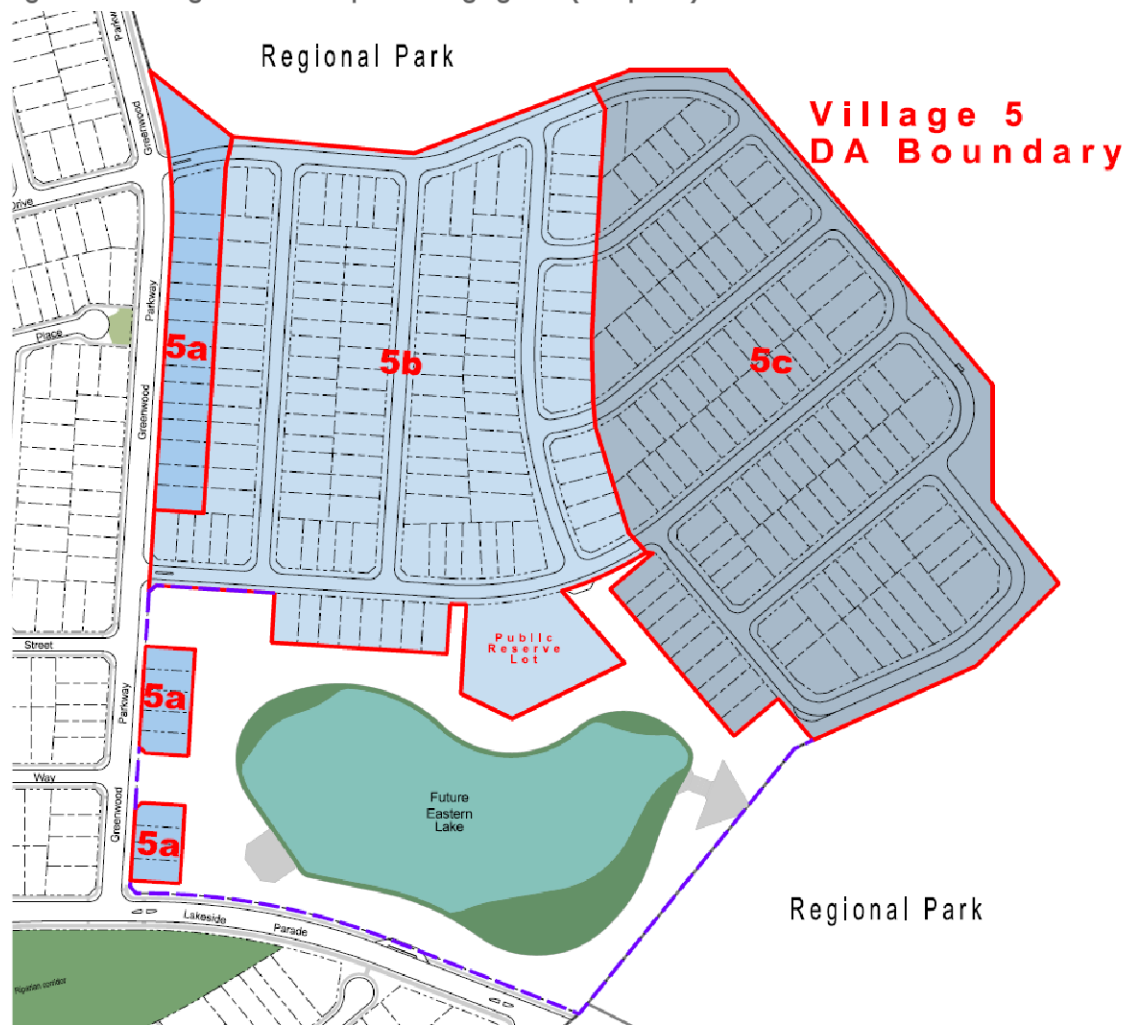 Regional Park
Village 5
DA Boundary
Parkway
Greenwood
Drive
Parkway
Place
Greenwood
5a
5b
5c
Public
Reserve
Lot
Street
5a
Parkway
Way
Greenwood
5a
Future
Eastern
Lake
Lakeside
Parade
Regional Park